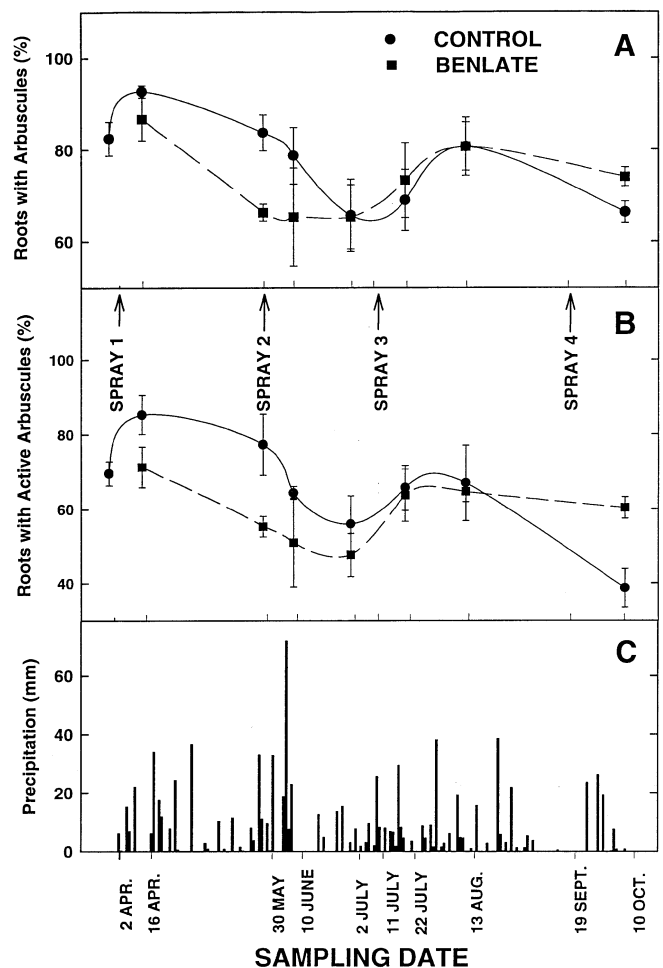 CONTROL
BENLATE
A
Roots with Arbuscules (%)
100
80
60
SPRAY 1
SPRAY 2
SPRAY 3
SPRAY 4
B
Roots with Active Arbuscules (%)
100
80
60
40
C
Precipitation (mm)
60
40
20
0
2 APR.
16 APR.
30 MAY
10 JUNE
2 JULY
11 JULY
22 JULY
13 AUG.
19 SEPT.
10 OCT.
SAMPLING DATE